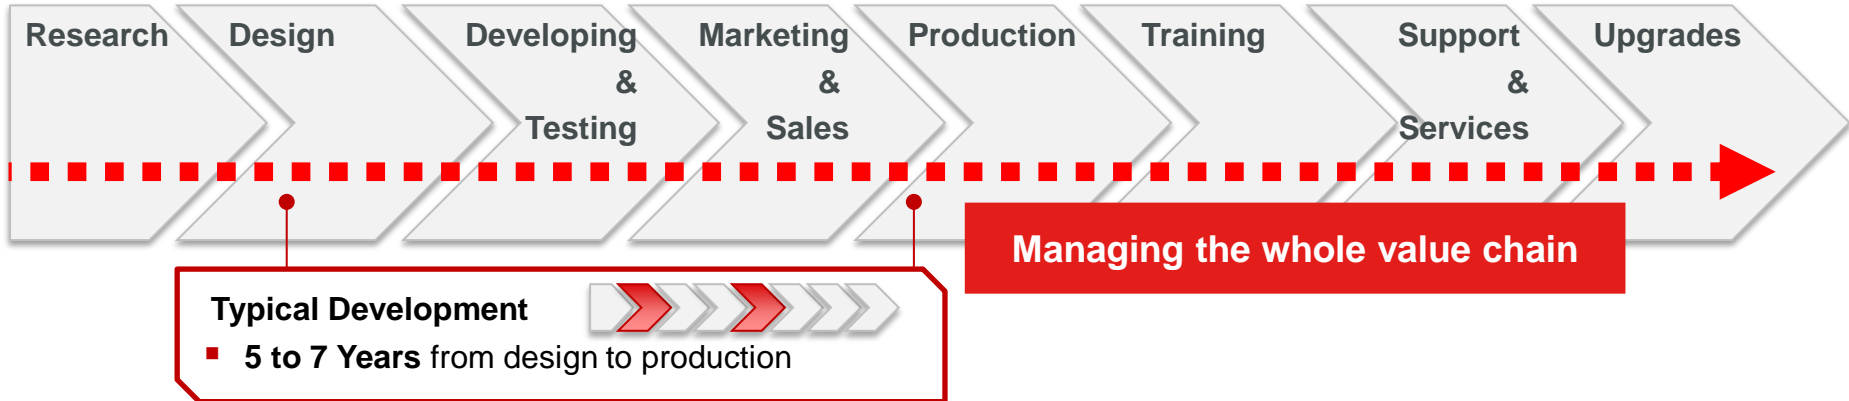 Research
Design
Developing
&
Testing
Marketing
&
Sales
Production
Training
Support
&
Services
Upgrades
Managing the whole value chain
Typical Development
5 to 7 Years from design to production